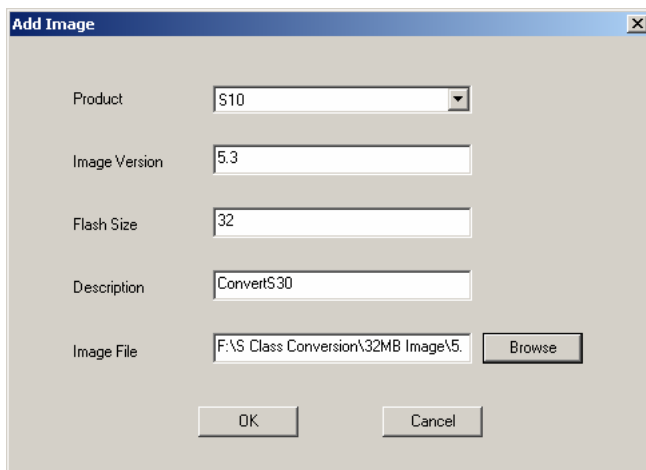 Add Image
Product S10
Image Version 5.3
Flash Size 32
Description ConvertS30
Image File F:\S Class Conversion\32MB Image\5. Browse
OK Cancel